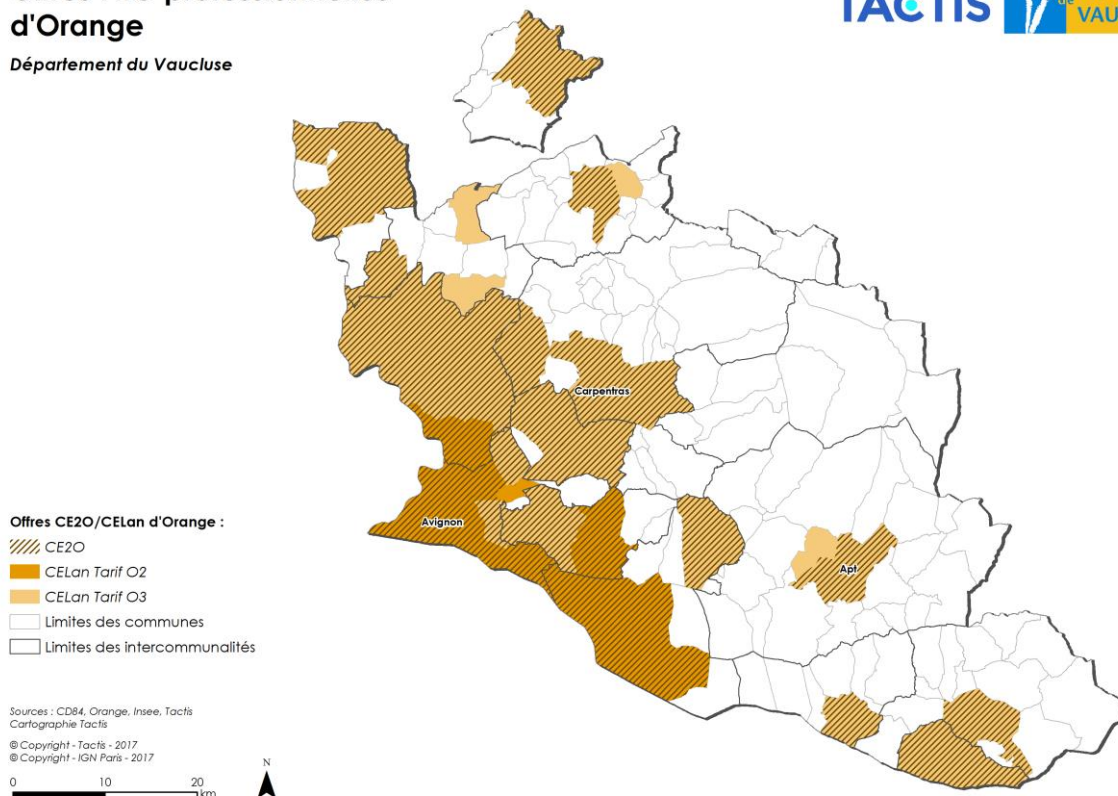 d'Orange
Département du Vaucluse
TACTIS
de
VAU
Carpentras
Avignon
Apt
Offres CE2O/CELan d'Orange :
CE2O
CELan Tarif O2
CELan Tarif O3
Limites des communes
Limites des intercommunalités
Sources : CD84, Orange, Insee, Tactis
Cartographie Tactis
© Copyright - Tactis - 2017
© Copyright - IGN Paris - 2017
0 10 20
km
N